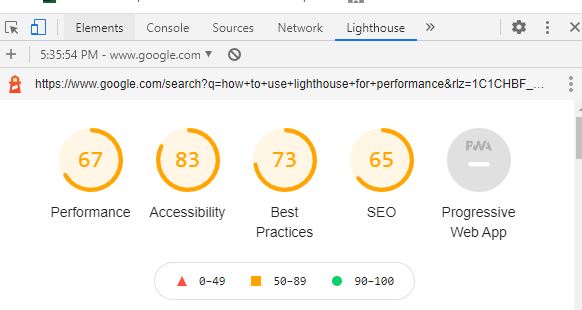 Elements Console Sources Network Lighthouse
5:35:54 PM - www.google.com
https://www.google.com/search?q=how+to+use+lighthouse+for+performance&rlz=1C1CHBF_...
67 83 73 65 PWA
Performance Accessibility Best Practices SEO Progressive Web App
0–49 50–89 90–100